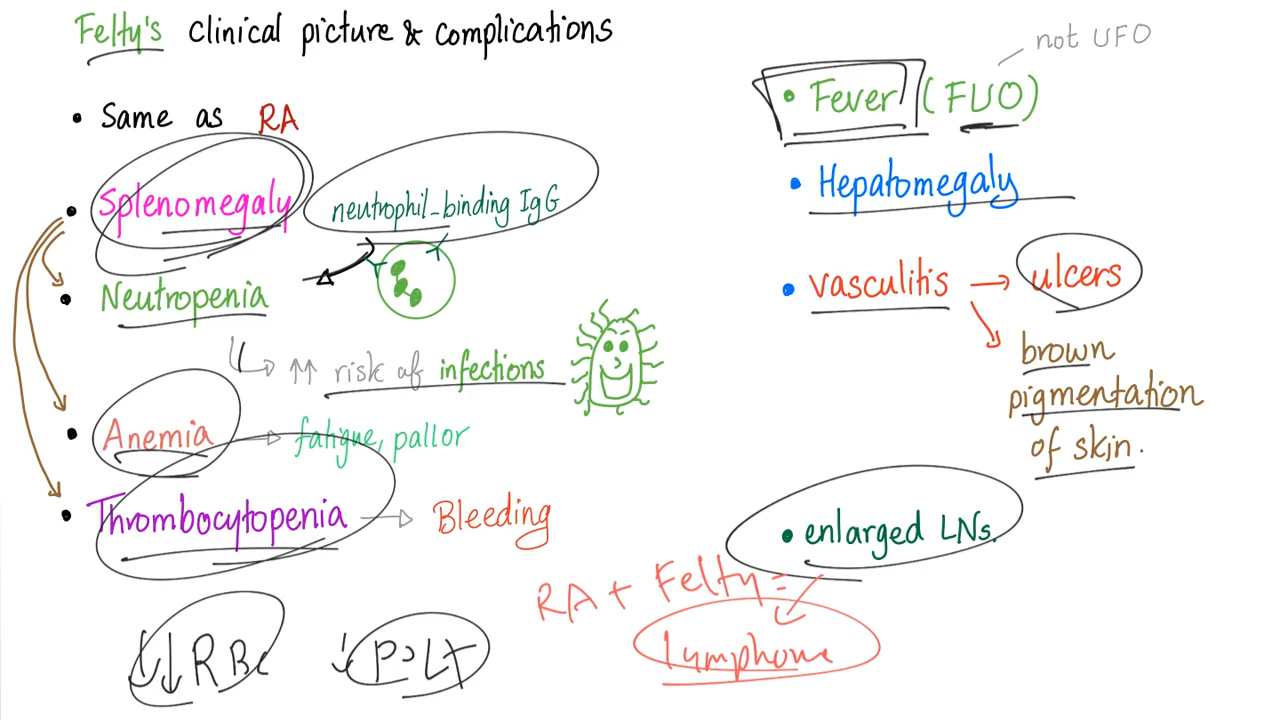 Felty's clinical picture & complications
• Same as RA
• Splenomegaly
neutrophil-binding IgG
• Neutropenia
↑↑ risk of infections
• Anemia → fatigue, pallor
• Thrombocytopenia → Bleeding
↓↓ RBC
not UFO
• Fever (FUO)
• Hepatomegaly
• vasculitis → ulcers
brown
pigmentation
of skin.
• enlarged LNs.
RA + Felty =
Lymphoma